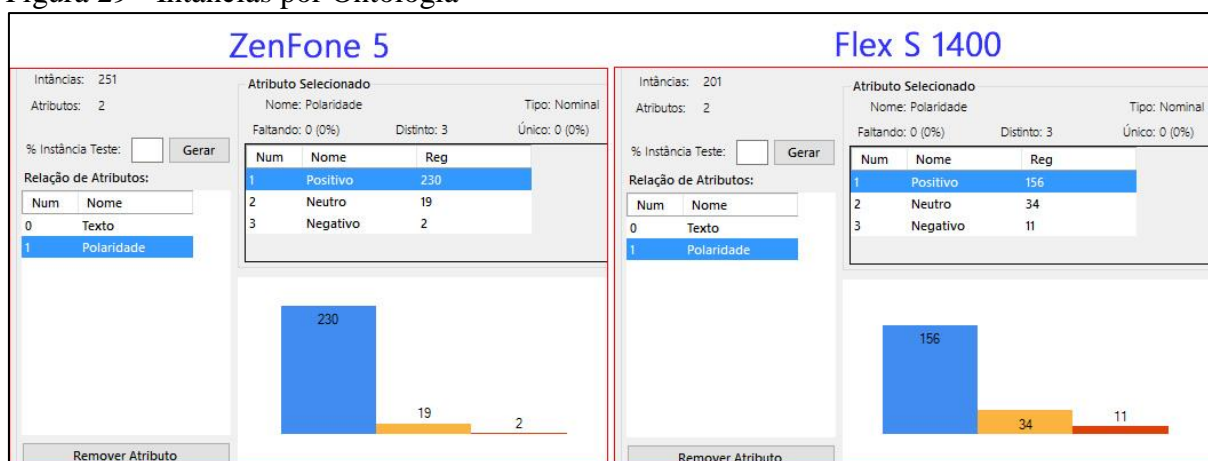 Figura 29 - Intâncias por Ontologia
ZenFone 5
Intâncias: 251
Atributos: 2
% Instância Teste: Gerar
Relação de Atributos:
Num Nome
0 Texto
1 Polaridade
Remover Atributo
Atributo Selecionado
Nome: Polaridade Tipo: Nominal
Faltando: 0 (0%) Distinto: 3 Único: 0 (0%)
Num Nome Reg
1 Positivo 230
2 Neutro 19
3 Negativo 2
230
19
2
Flex S 1400
Intâncias: 201
Atributos: 2
% Instância Teste: Gerar
Relação de Atributos:
Num Nome
0 Texto
1 Polaridade
Remover Atributo
Atributo Selecionado
Nome: Polaridade Tipo: Nominal
Faltando: 0 (0%) Distinto: 3 Único: 0 (0%)
Num Nome Reg
1 Positivo 156
2 Neutro 34
3 Negativo 11
156
34
11